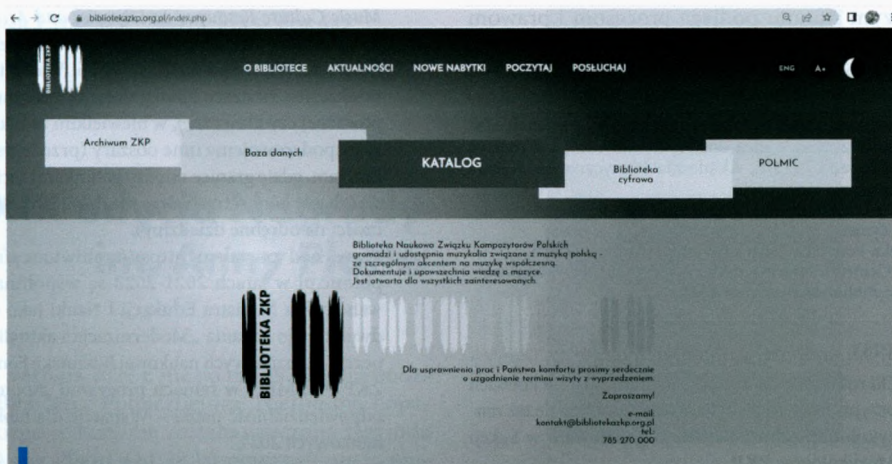 bibliotekazkp.org.pl/index.php
BIBLIOTEKA ZKP
O BIBLIOTECE AKTUALNOŚCI NOWE NABYTKI POCZYTAJ POSŁUCHAJ
ENG A+
Archiwum ZKP
Baza danych
KATALOG
Biblioteka
cyfrowa
POLMIC
Biblioteka Naukowa Związku Kompozytorów Polskich
gromadzi i udostępnia muzykalia związane z muzyką polską -
ze szczególnym akcentem na muzykę współczesną.
Dokumentuje i upowszechnia wiedzę o muzyce.
Jest otwarta dla wszystkich zainteresowanych.
BIBLIOTEKA ZKP
Dla usprawnienia prac i Państwa komfortu prosimy serdecznie
o uzgodnienie terminu wizyty z wyprzedzeniem.
Zapraszamy!
e-mail:
kontakt@bibliotekazkp.org.pl
tel.:
785 270 000